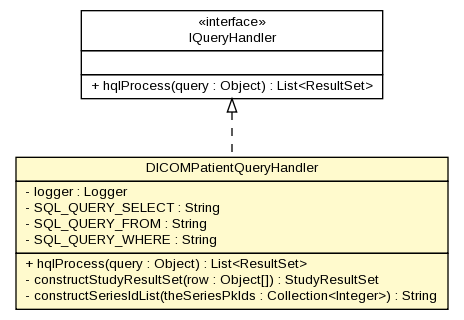 «interface»
IQueryHandler
+ hqlProcess(query : Object) : List<ResultSet>
DICOMPatientQueryHandler
- logger : Logger
- SQL_QUERY_SELECT : String
- SQL_QUERY_FROM : String
- SQL_QUERY_WHERE : String
+ hqlProcess(query : Object) : List<ResultSet>
- constructStudyResultSet(row : Object[]) : StudyResultSet
- constructSeriesIdList(theSeriesPkIds : Collection<Integer>) : String